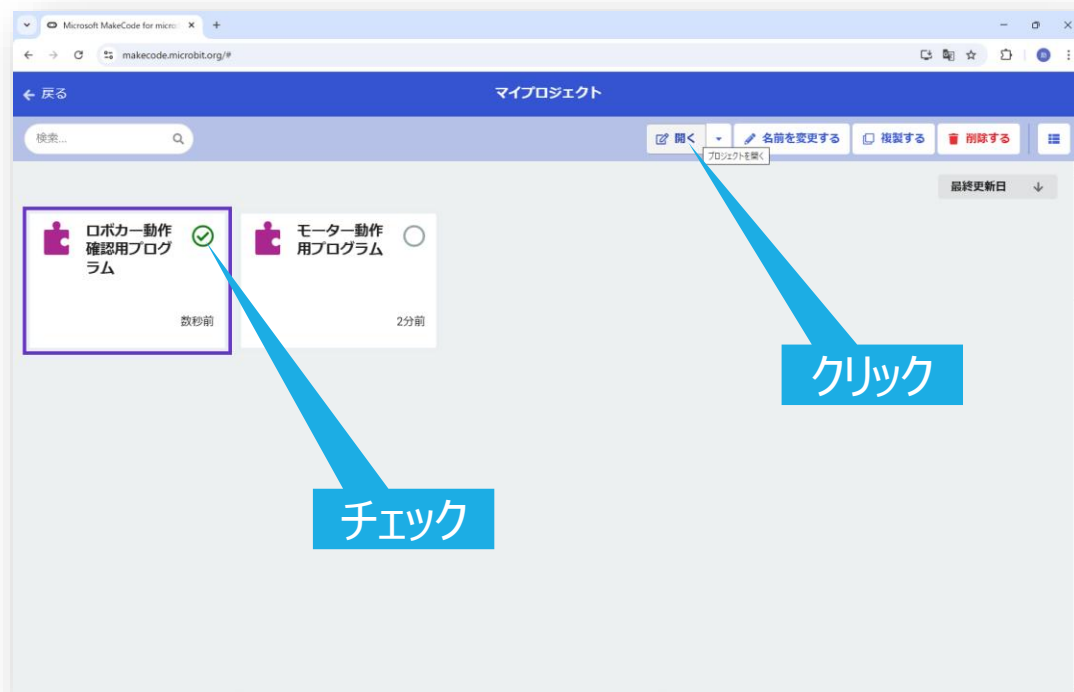 Microsoft MakeCode for micro:
makecode.microbit.org/#
戻る
マイプロジェクト
検索...
開く
名前を変更する
複製する
削除する
プロジェクトを開く
最終更新日
ロボカー動作
確認用プログ
ラム
数秒前
モーター動作
用プログラム
2分前
クリック
チェック